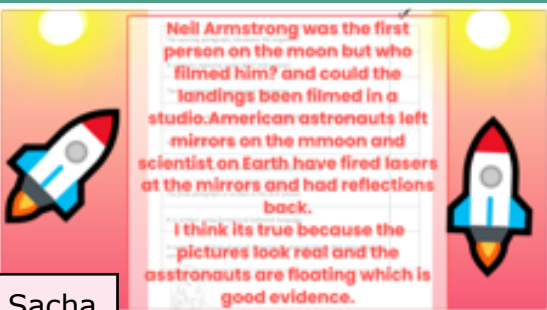 Neil Armstrong was the first
person on the moon but who
filmed him? and could the
landings been filmed in a
studio.American astronauts left
mirrors on the mmoon and
scientist on Earth have fired lasers
at the mirrors and had reflections
back.
I think its true because the
pictures look real and the
asstronauts are floating which is
good evidence.
Sacha